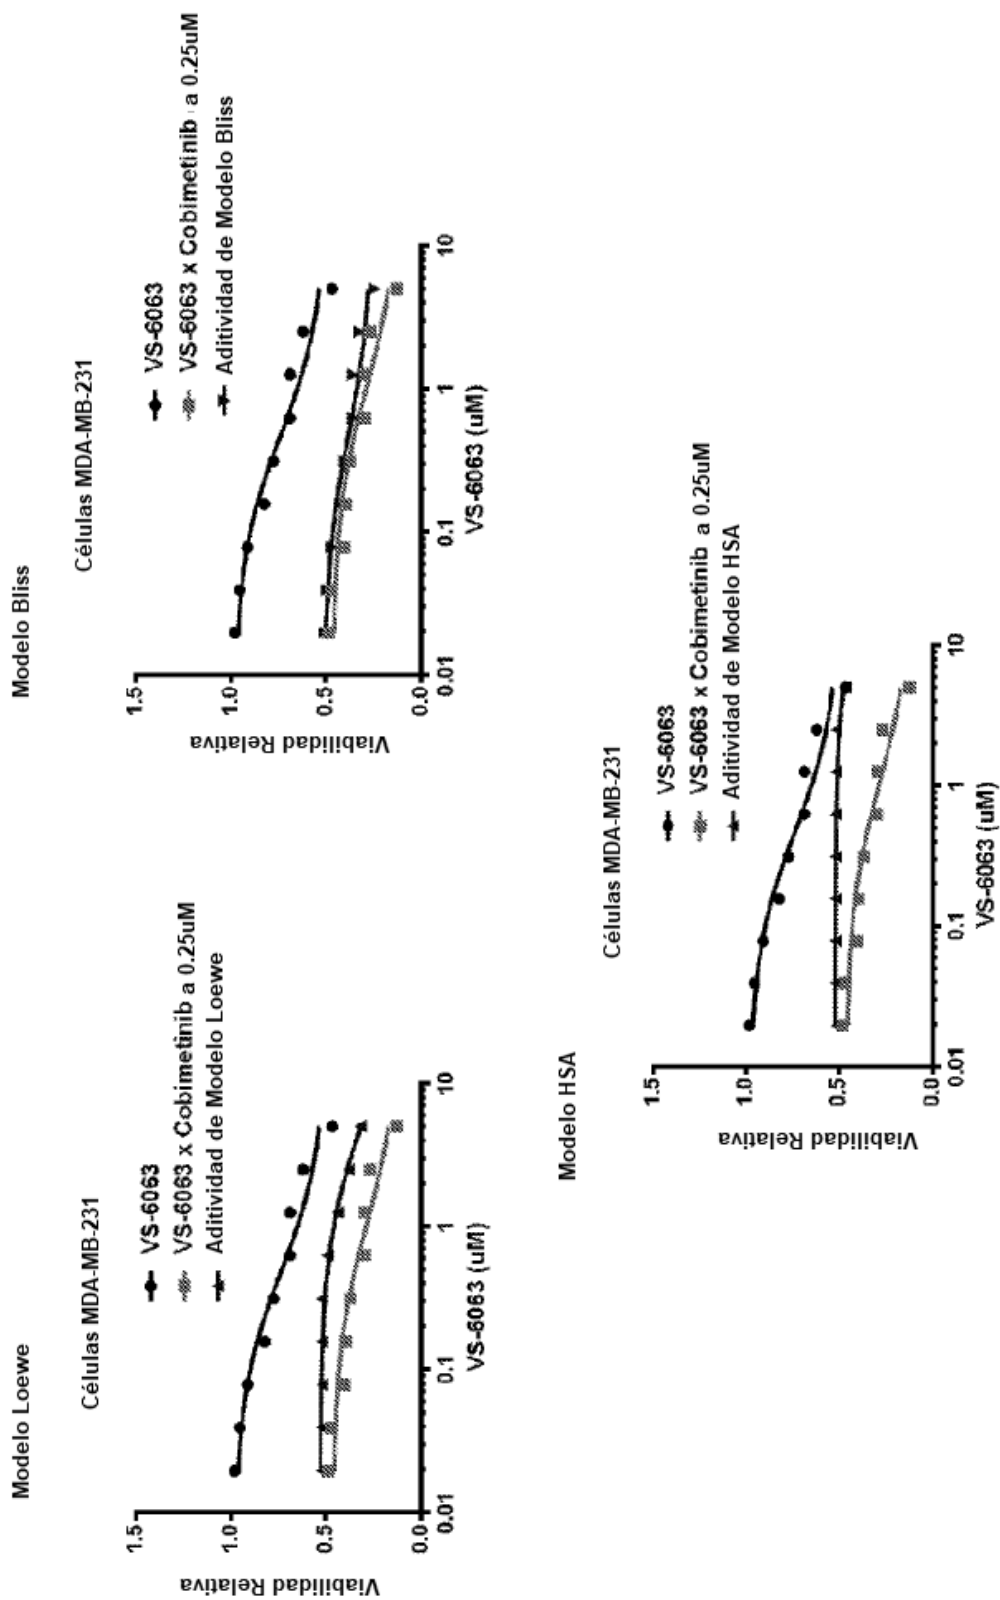 Modelo Loewe
Células MDA-MB-231
VS-6063
VS-6063 x Cobimetinib a 0.25uM
Aditividad de Modelo Loewe
Viabilidad Relativa
1.5
1.0
0.5
0.0
0.01
0.1
1
10
VS-6063 (uM)
Modelo Bliss
Células MDA-MB-231
VS-6063
VS-6063 x Cobimetinib a 0.25uM
Aditividad de Modelo Bliss
Viabilidad Relativa
1.5
1.0
0.5
0.0
0.01
0.1
1
10
VS-6063 (uM)
Modelo HSA
Células MDA-MB-231
VS-6063
VS-6063 x Cobimetinib a 0.25uM
Aditividad de Modelo HSA
Viabilidad Relativa
1.5
1.0
0.5
0.0
0.01
0.1
1
10
VS-6063 (uM)